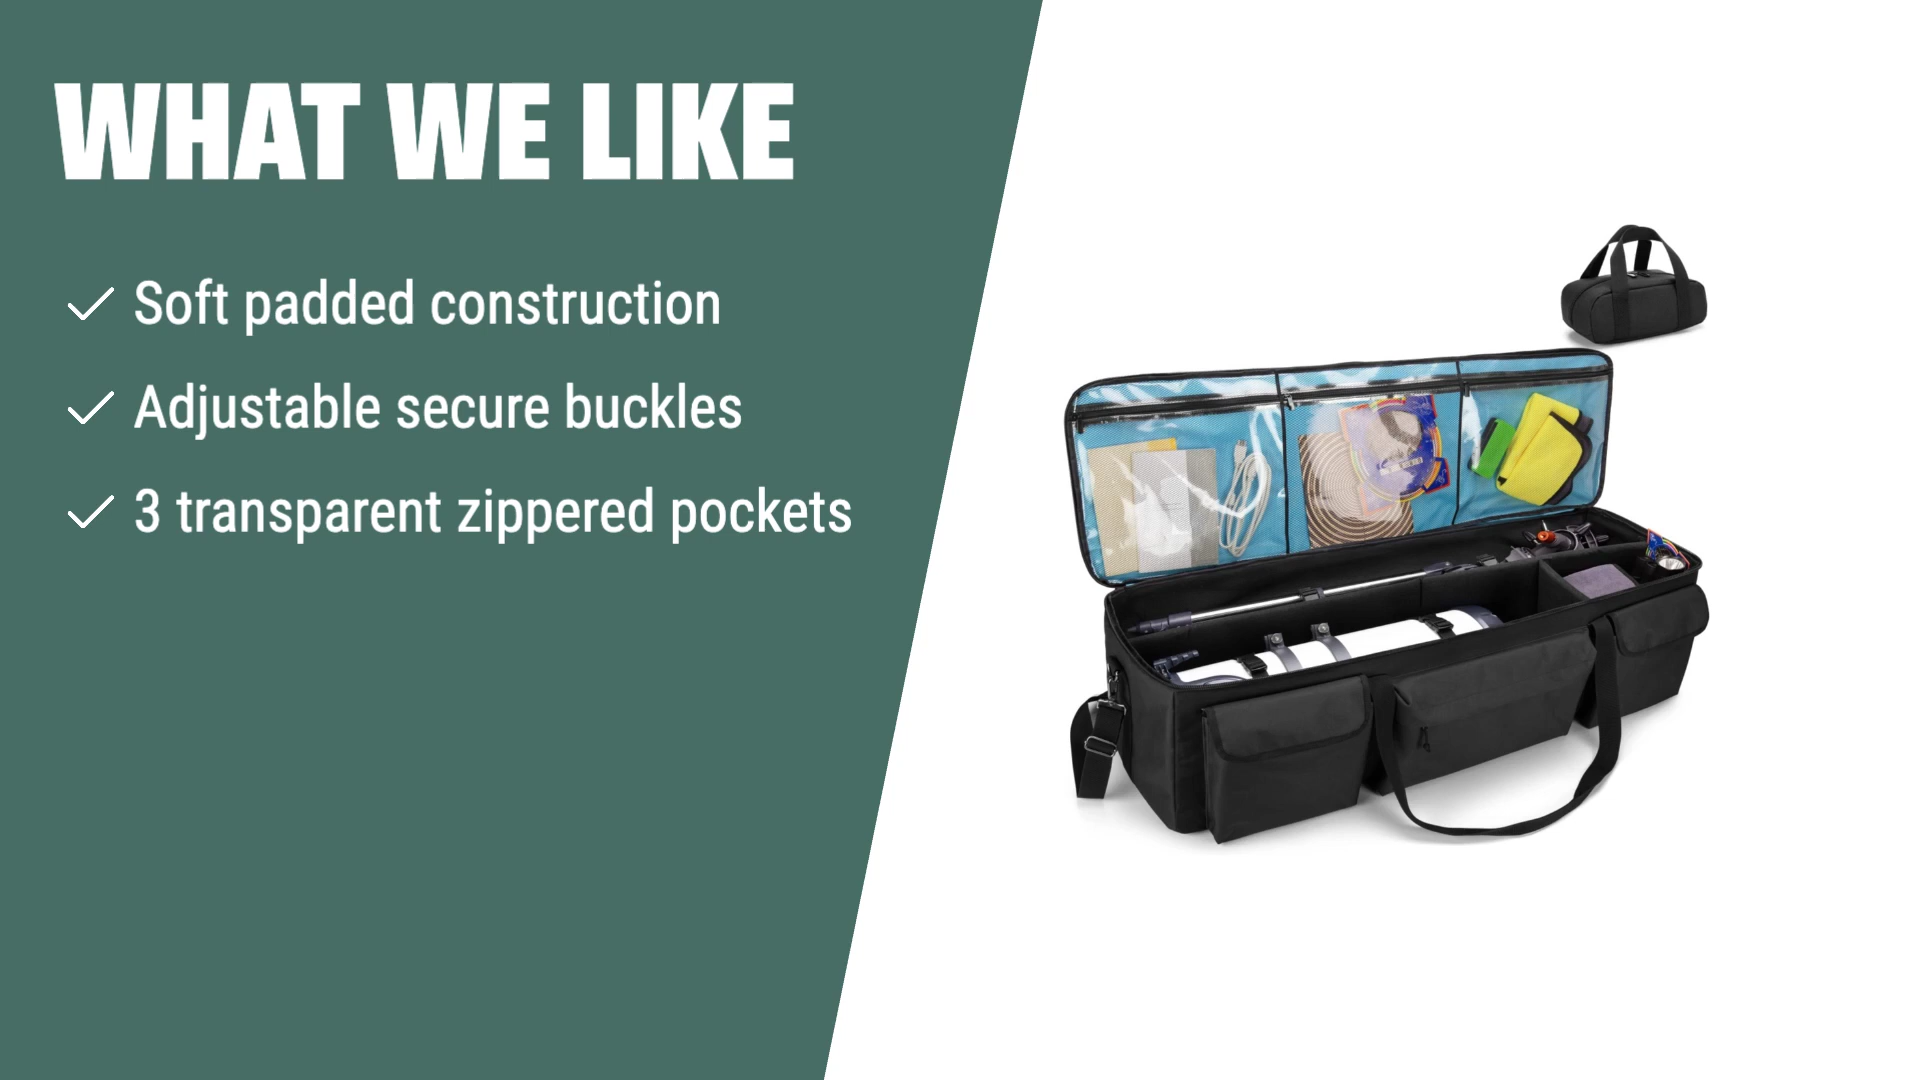 WHAT WE LIKE
Soft padded construction
Adjustable secure buckles
3 transparent zippered pockets